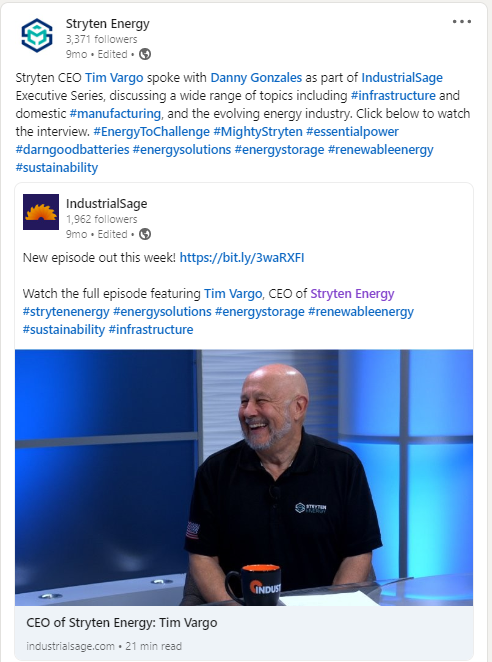 Stryten Energy
3,371 followers
9mo • Edited •
Stryten CEO Tim Vargo spoke with Danny Gonzales as part of IndustrialSage
Executive Series, discussing a wide range of topics including #infrastructure and
domestic #manufacturing, and the evolving energy industry. Click below to watch
the interview. #EnergyToChallenge #MightyStryten #essentialpower
#darngoodbatteries #energysolutions #energystorage #renewableenergy
#sustainability
IndustrialSage
1,962 followers
9mo • Edited •
New episode out this week! https://bit.ly/3waRXFI
Watch the full episode featuring Tim Vargo, CEO of Stryten Energy
#strytenenergy #energysolutions #energystorage #renewableenergy
#sustainability #infrastructure
STRYTEN
ENERGY
INDUST
CEO of Stryten Energy: Tim Vargo
industrialsage.com • 21 min read